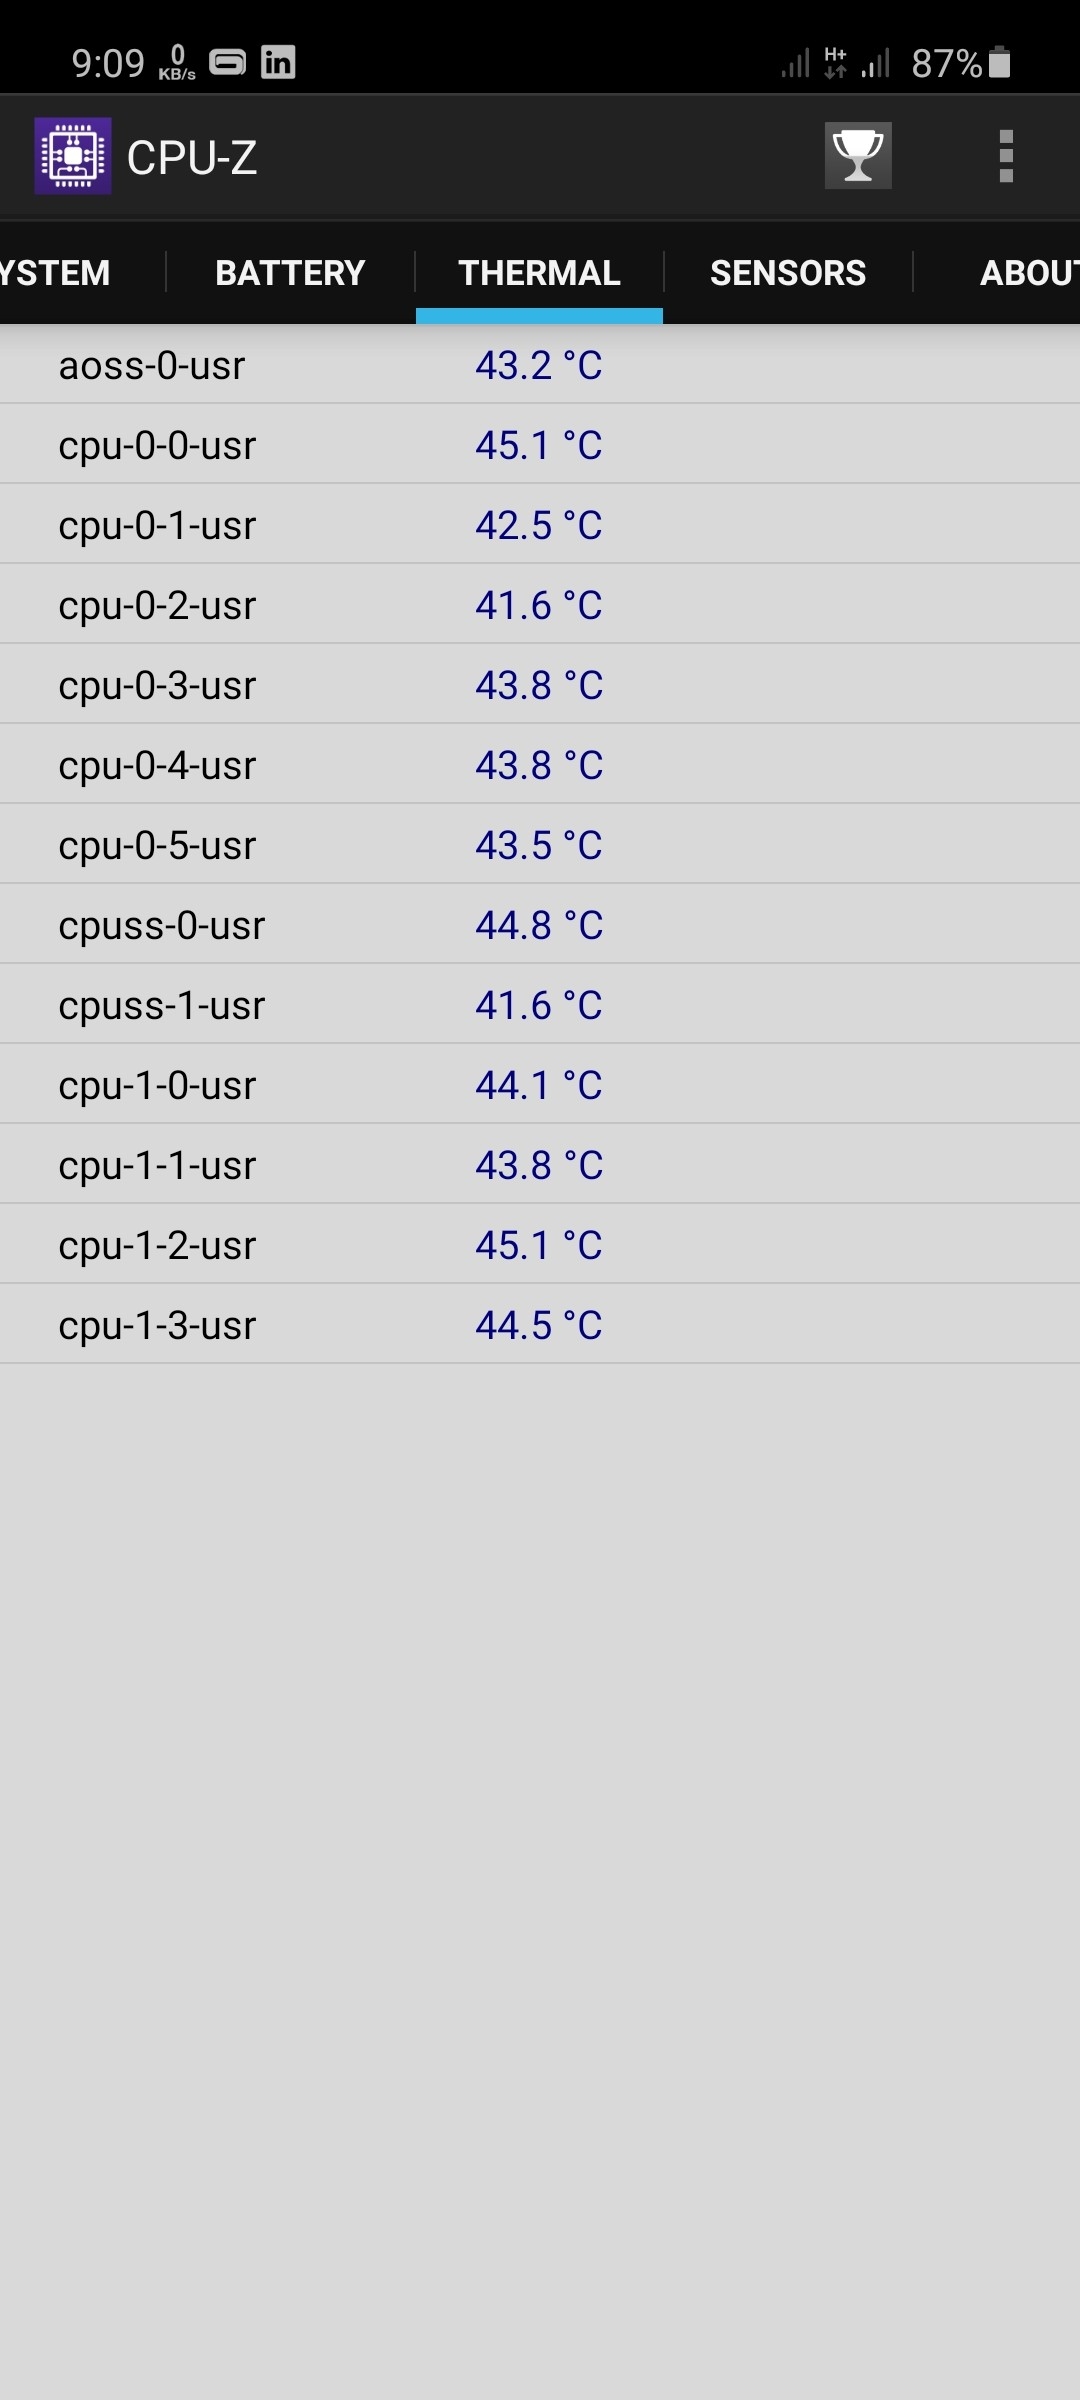 9:09 0 KB/s in H+ 87%
CPU-Z
YSTEM BATTERY THERMAL SENSORS ABOUT
aoss-0-usr 43.2 °C
cpu-0-0-usr 45.1 °C
cpu-0-1-usr 42.5 °C
cpu-0-2-usr 41.6 °C
cpu-0-3-usr 43.8 °C
cpu-0-4-usr 43.8 °C
cpu-0-5-usr 43.5 °C
cpuss-0-usr 44.8 °C
cpuss-1-usr 41.6 °C
cpu-1-0-usr 44.1 °C
cpu-1-1-usr 43.8 °C
cpu-1-2-usr 45.1 °C
cpu-1-3-usr 44.5 °C